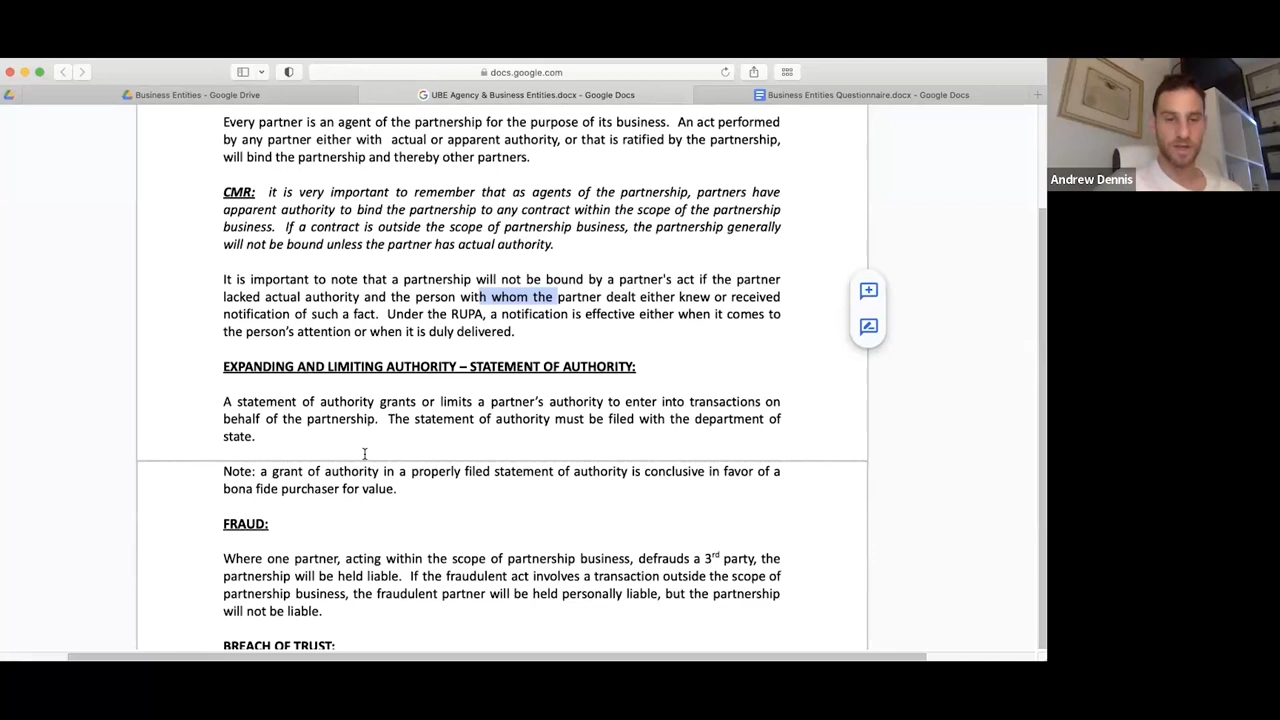 docs.google.com
Business Entities - Google Drive
UBE Agency & Business Entities.docx - Google Docs
Business Entities Questionnaire.docx - Google Docs
Every partner is an agent of the partnership for the purpose of its business. An act performed
by any partner either with actual or apparent authority, or that is ratified by the partnership,
will bind the partnership and thereby other partners.
CMR: it is very important to remember that as agents of the partnership, partners have
apparent authority to bind the partnership to any contract within the scope of the partnership
business. If a contract is outside the scope of partnership business, the partnership generally
will not be bound unless the partner has actual authority.
It is important to note that a partnership will not be bound by a partner's act if the partner
lacked actual authority and the person with whom the partner dealt either knew or received
notification of such a fact. Under the RUPA, a notification is effective either when it comes to
the person’s attention or when it is duly delivered.
EXPANDING AND LIMITING AUTHORITY – STATEMENT OF AUTHORITY:
A statement of authority grants or limits a partner’s authority to enter into transactions on
behalf of the partnership. The statement of authority must be filed with the department of
state.
Note: a grant of authority in a properly filed statement of authority is conclusive in favor of a
bona fide purchaser for value.
FRAUD:
Where one partner, acting within the scope of partnership business, defrauds a 3rd party, the
partnership will be held liable. If the fraudulent act involves a transaction outside the scope of
partnership business, the fraudulent partner will be held personally liable, but the partnership
will not be liable.
BREACH OF TRUST:
Andrew Dennis